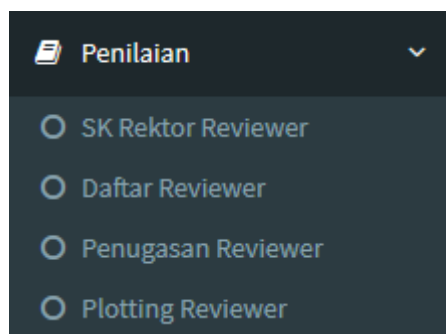 Penilaian
SK Rektor Reviewer
Daftar Reviewer
Penugasan Reviewer
Plotting Reviewer